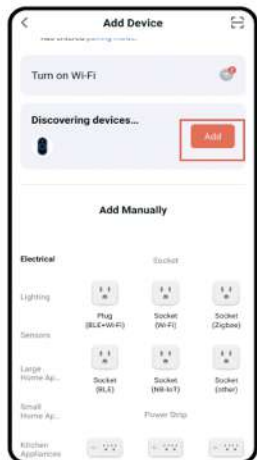 Add Device
Turn on Wi-Fi
Discovering devices...
Add
Add Manually
Electrical
Socket
Lighting
Plug
(BLE+Wi-Fi)
Socket
(Wi-Fi)
Socket
(Zigbee)
Sensors
Large
Home Ap...
Socket
(BLE)
Socket
(NB-IoT)
Socket
(other)
Small
Home Ap...
Power Strip
Kitchen
Appliances